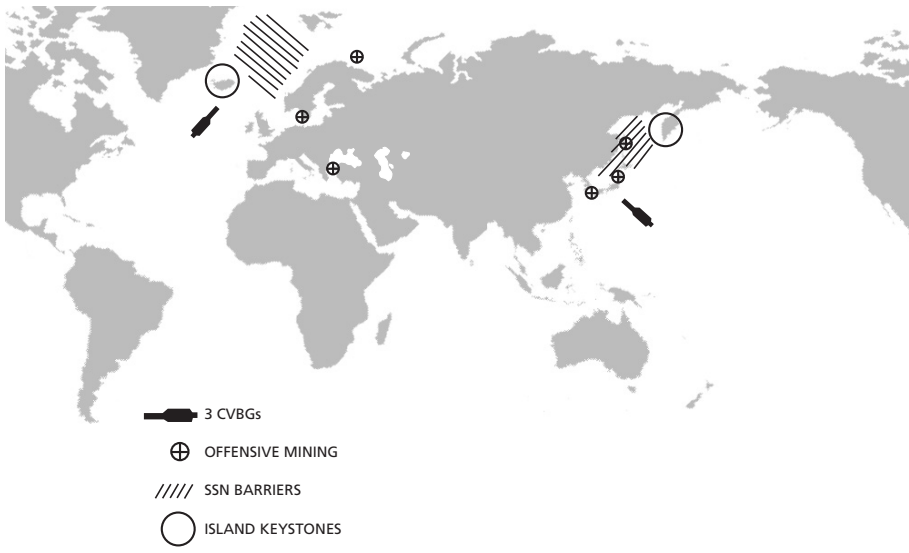 3 CVBGs
OFFENSIVE MINING
SSN BARRIERS
ISLAND KEYSTONES